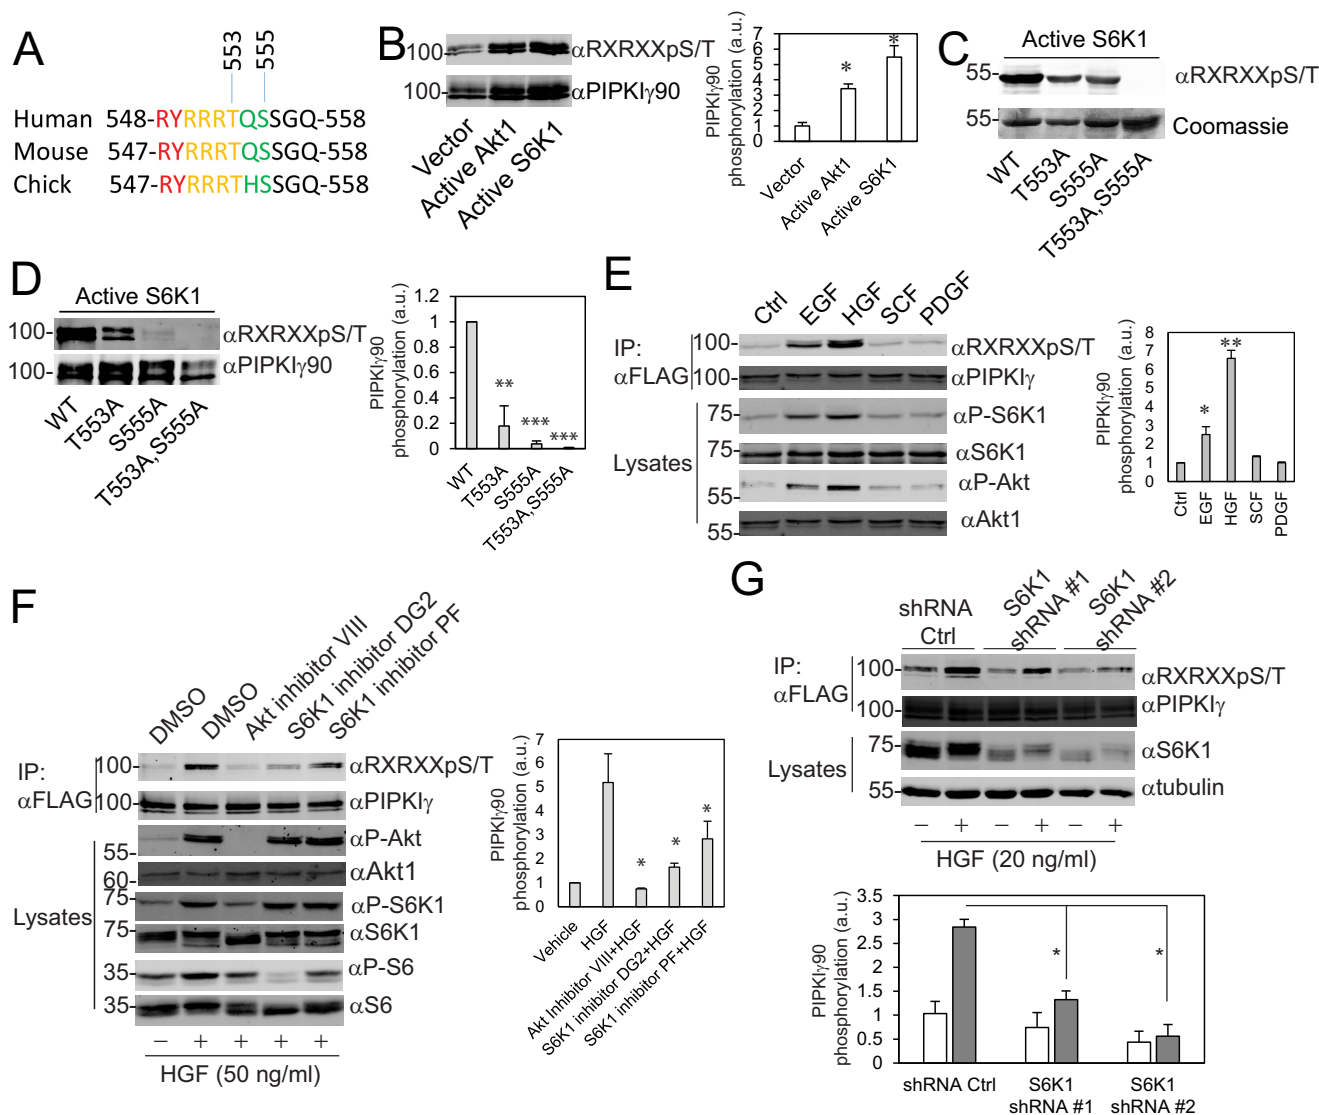 A
553
555
Human 548-RYRRRTQSSGQ-558
Mouse 547-RYRRRTQSSGQ-558
Chick 547-RYRRRTHSSGQ-558
B
100
αRXRXXpS/T
100
αPIPKIγ90
Vector
Active Akt1
Active S6K1
PIPKIγ90
phosphorylation (a.u.)
7
6
5
4
3
2
1
0
*
*
Vector
Active Akt1
Active S6K1
C
Active S6K1
55
αRXRXXpS/T
55
Coomassie
WT
T553A
S555A
T553A,S555A
D
Active S6K1
100
αRXRXXpS/T
100
αPIPKIγ90
WT
T553A
S555A
T553A,S555A
PIPKIγ90
phosphorylation (a.u.)
1.2
1
0.8
0.6
0.4
0.2
0
**
***
***
WT
T553A
S555A
T553A,S555A
E
Ctrl
EGF
HGF
SCF
PDGF
IP:
αFLAG
100
αRXRXXpS/T
100
αPIPKIγ
Lysates
75
αP-S6K1
75
αS6K1
55
αP-Akt
55
αAkt1
PIPKIγ90
phosphorylation (a.u.)
8
7
6
5
4
3
2
1
0
*
**
Ctrl
EGF
HGF
SCF
PDGF
F
DMSO
DMSO
Akt inhibitor VIII
S6K1 inhibitor DG2
S6K1 inhibitor PF
IP:
αFLAG
100
αRXRXXpS/T
100
αPIPKIγ
Lysates
55
αP-Akt
60
αAkt1
75
αP-S6K1
75
αS6K1
35
αP-S6
35
αS6
− + + + +
HGF (50 ng/ml)
PIPKIγ90
phosphorylation (a.u.)
7
6
5
4
3
2
1
0
*
*
*
Vehicle
HGF
Akt Inhibitor VIII+HGF
S6K1 inhibitor DG2+HGF
S6K1 inhibitor PF+HGF
G
shRNA
Ctrl
S6K1
shRNA #1
S6K1
shRNA #2
IP:
αFLAG
100
αRXRXXpS/T
100
αPIPKIγ
Lysates
75
αS6K1
55
αtubulin
− + − + − +
HGF (20 ng/ml)
PIPKIγ90
phosphorylation (a.u.)
3.5
3
2.5
2
1.5
1
0.5
0
*
*
shRNA Ctrl
S6K1
shRNA #1
S6K1
shRNA #2